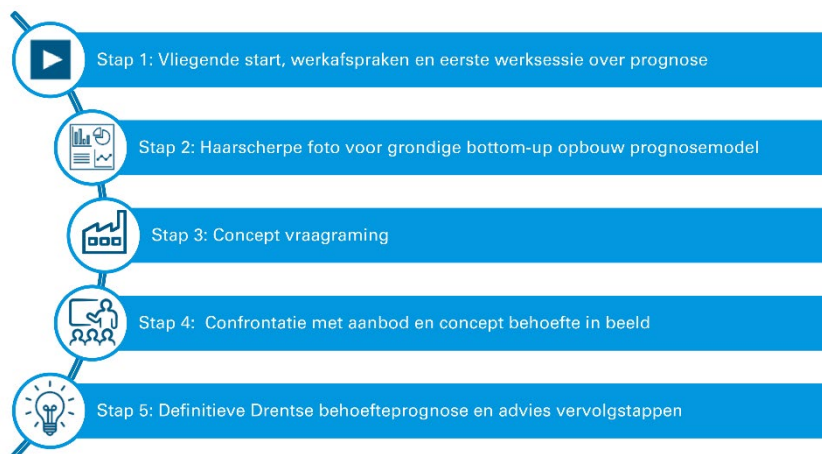 Stap 1: Vliegende start, werkafspraken en eerste werksessie over prognose
Stap 2: Haarscherpe foto voor grondige bottom-up opbouw prognosemodel
Stap 3: Concept vraagraming
Stap 4: Confrontatie met aanbod en concept behoefte in beeld
Stap 5: Definitieve Drentse behoefteprognose en advies vervolgstappen